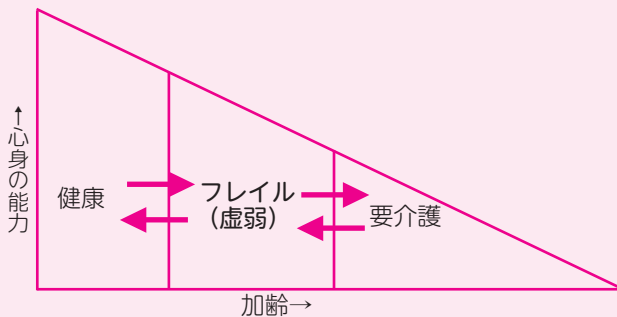 ←心身の能力
健康
フレイル
（虚弱）
要介護
加齢→